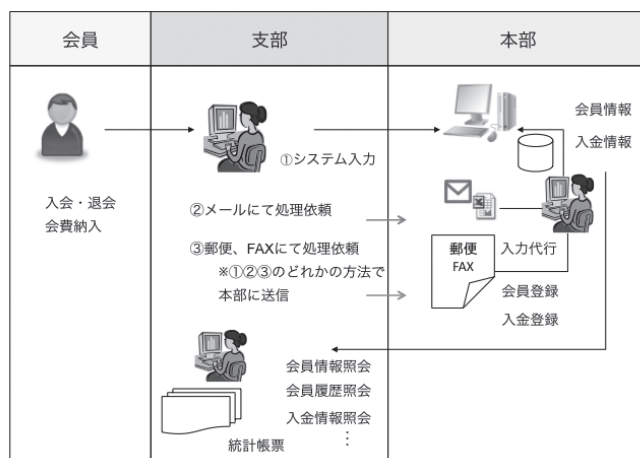 会員
支部
本部
①システム入力
会員情報
入金情報
入会・退会
会費納入
②メールにて処理依頼
③郵便、FAXにて処理依頼
※①②③のどれかの方法で
本部に送信
郵便
FAX
入力代行
会員登録
入金登録
会員情報照会
会員履歴照会
入金情報照会
⋮
統計帳票